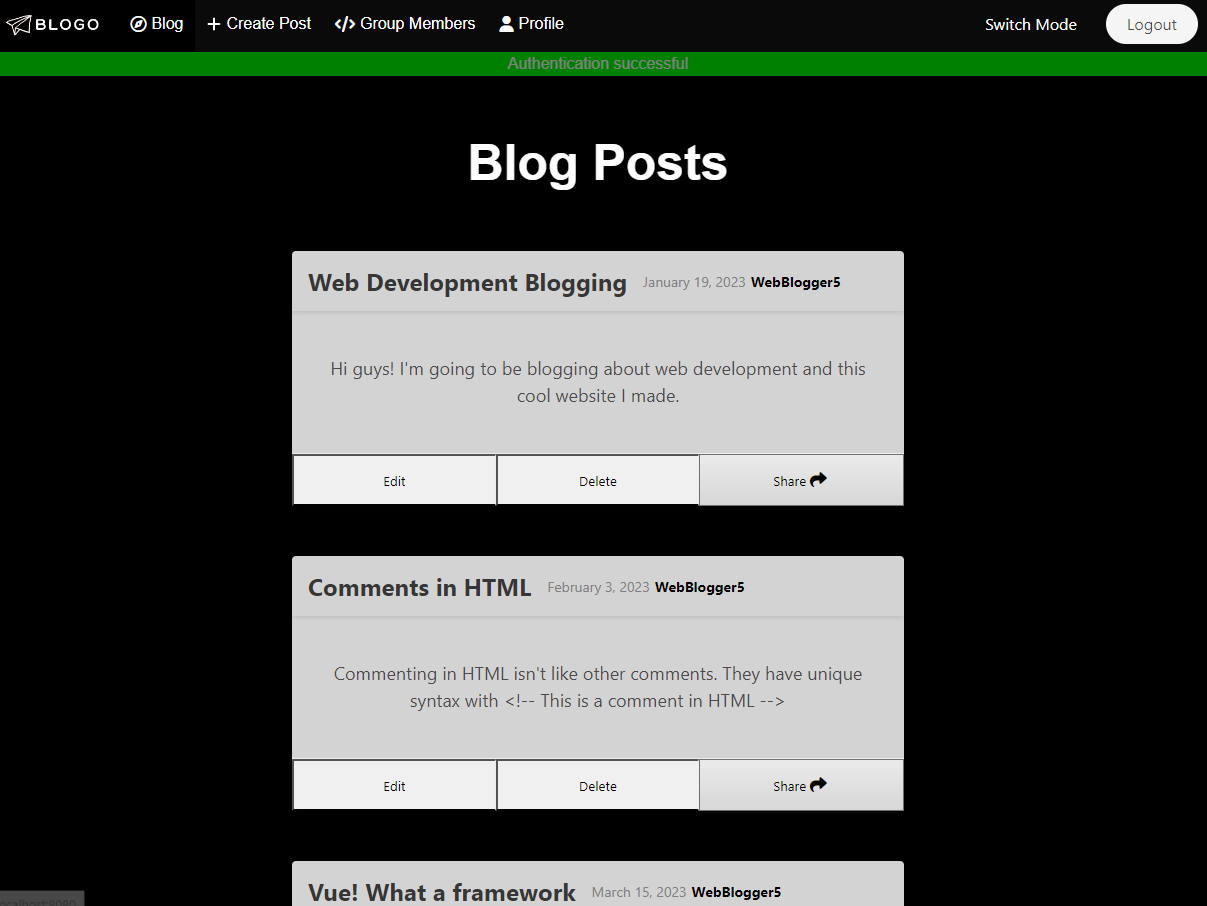 BLOGO Blog Create Post Group Members Profile Switch Mode Logout
Authentication successful
Blog Posts
Web Development Blogging January 19, 2023 WebBlogger5
Hi guys! I'm going to be blogging about web development and this
cool website I made.
Edit Delete Share
Comments in HTML February 3, 2023 WebBlogger5
Commenting in HTML isn't like other comments. They have unique
syntax with <!-- This is a comment in HTML -->
Edit Delete Share
Vue! What a framework March 15, 2023 WebBlogger5